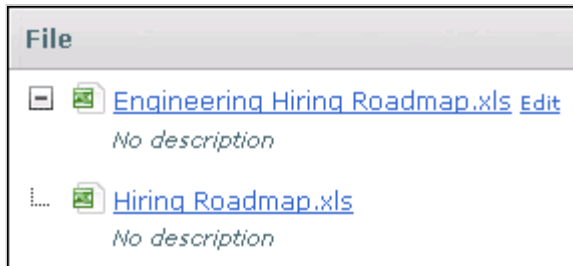 File
Engineering Hiring Roadmap.xls Edit
No description
Hiring Roadmap.xls
No description